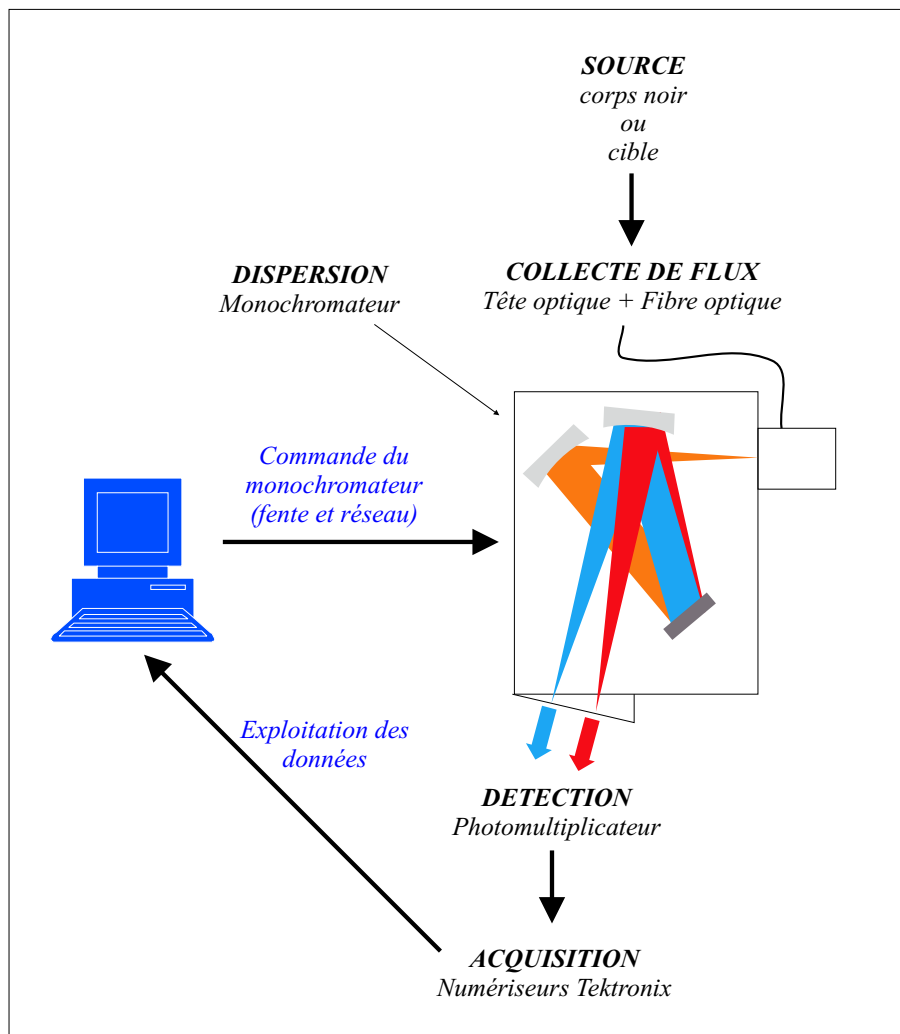 SOURCE
corps noir
ou
cible
DISPERSION
Monochromateur
COLLECTE DE FLUX
Tête optique + Fibre optique
Commande du
monochromateur
(fente et réseau)
Exploitation des
données
DETECTION
Photomultiplicateur
ACQUISITION
Numériseurs Tektronix